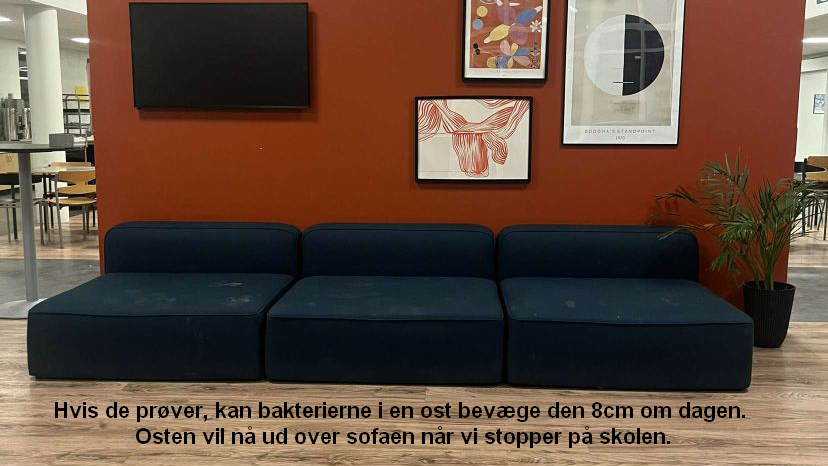 BUDDHA'S STANDPOINT
1920
Hvis de prøver, kan bakterierne i en ost bevæge den 8cm om dagen.
Osten vil nå ud over sofaen når vi stopper på skolen.